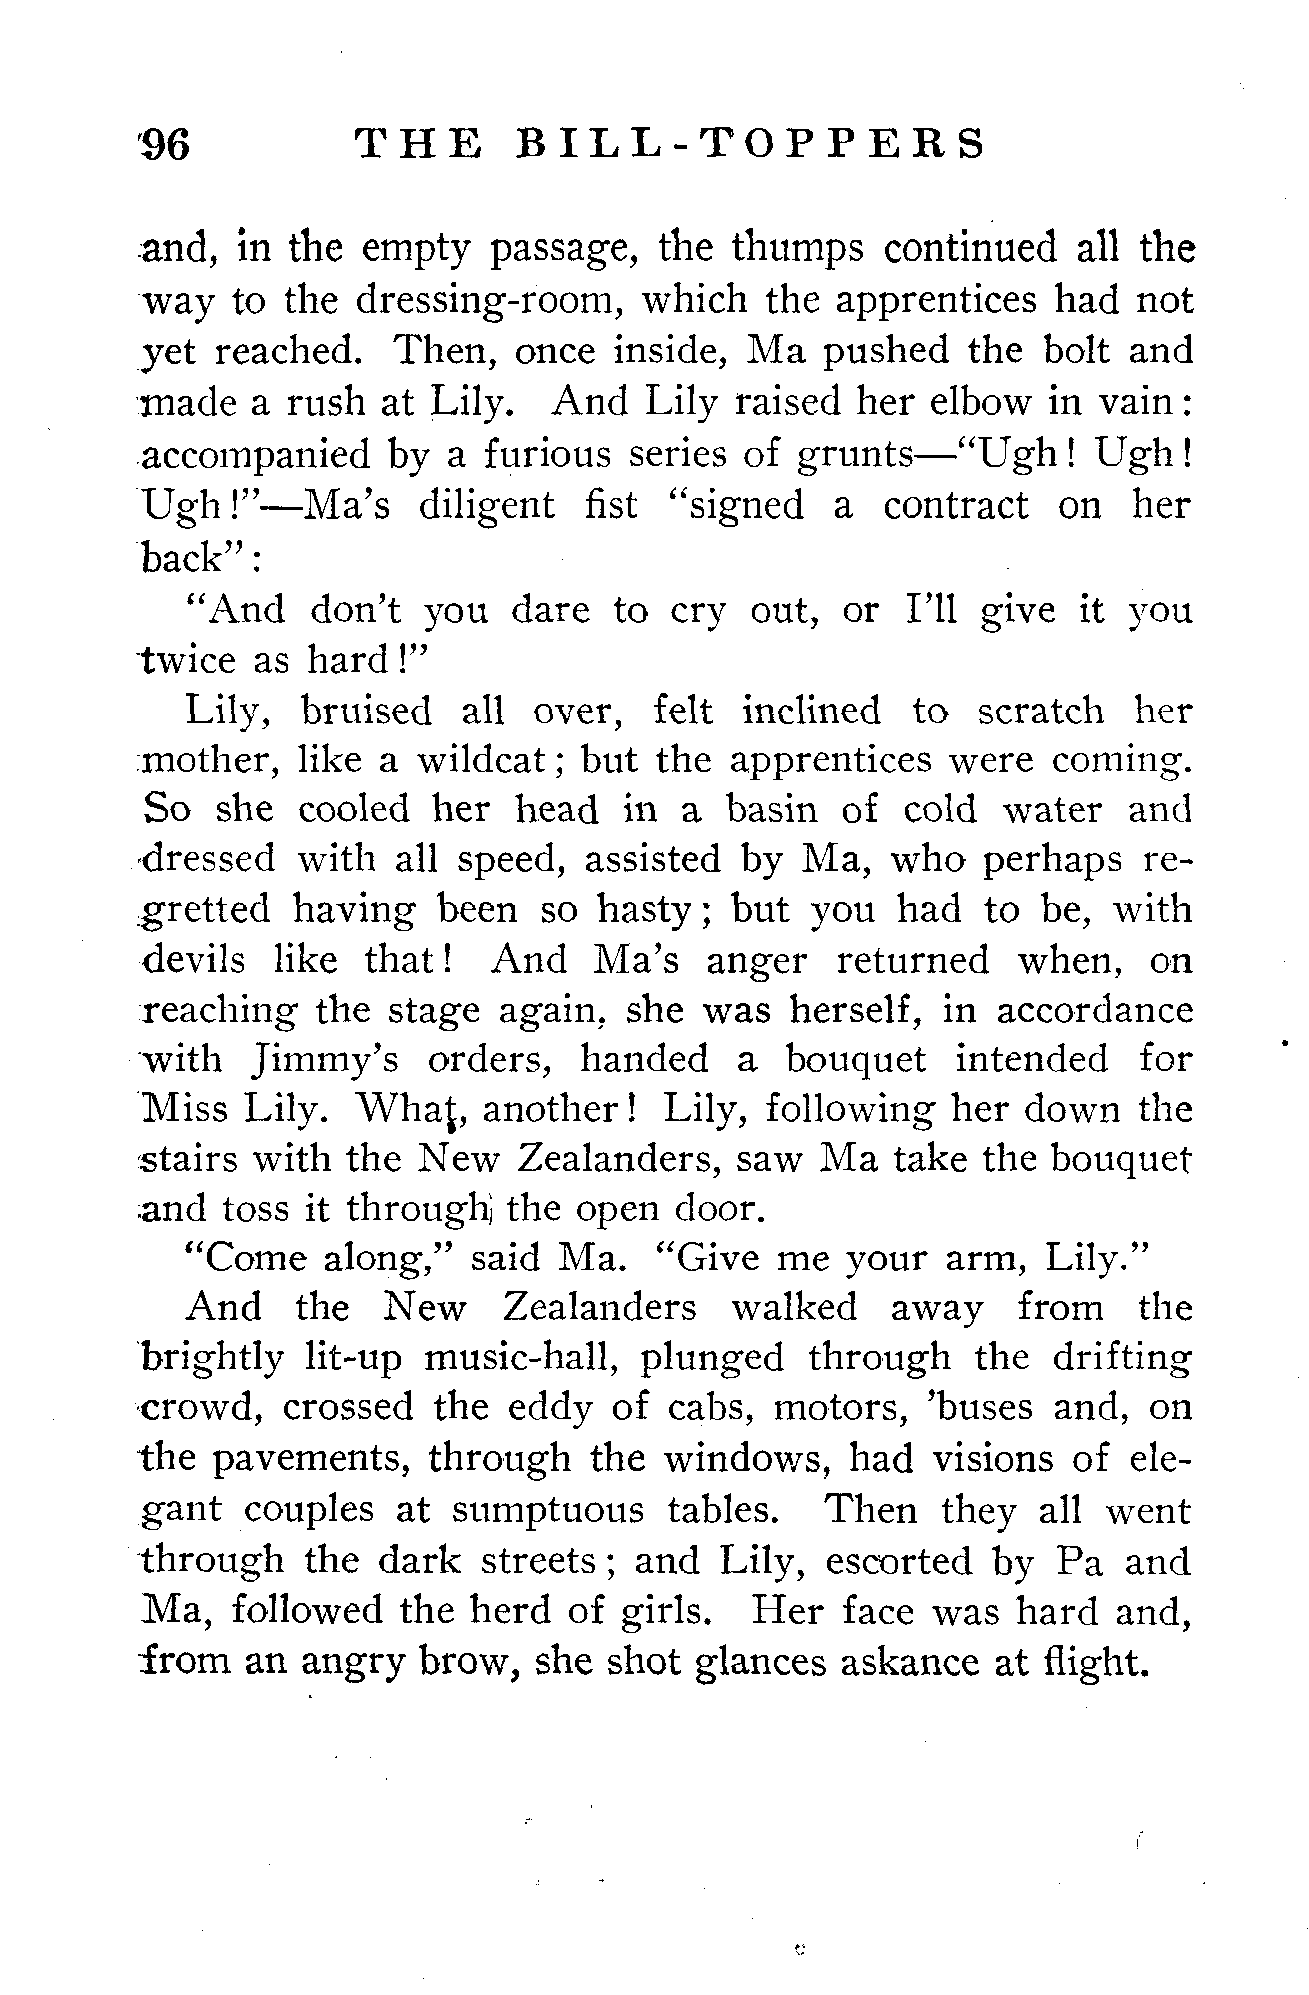 96 THE BILL-TOPPERS
and, in the empty passage, the thumps continued all the
way to the dressing-room, which the apprentices had not
yet reached. Then, once inside, Ma pushed the bolt and
made a rush at Lily. And Lily raised her elbow in vain:
accompanied by a furious series of grunts—“Ugh! Ugh!
Ugh!”—Ma’s diligent fist “signed a contract on her
back”:
“And don’t you dare to cry out, or I’ll give it you
twice as hard!”
Lily, bruised all over, felt inclined to scratch her
mother, like a wildcat; but the apprentices were coming.
So she cooled her head in a basin of cold water and
dressed with all speed, assisted by Ma, who perhaps re-
gretted having been so hasty; but you had to be, with
devils like that! And Ma’s anger returned when, on
reaching the stage again, she was herself, in accordance
with Jimmy’s orders, handed a bouquet intended for
Miss Lily. What, another! Lily, following her down the
stairs with the New Zealanders, saw Ma take the bouquet
and toss it through the open door.
“Come along,” said Ma. “Give me your arm, Lily.”
And the New Zealanders walked away from the
brightly lit-up music-hall, plunged through the drifting
crowd, crossed the eddy of cabs, motors, ’buses and, on
the pavements, through the windows, had visions of ele-
gant couples at sumptuous tables. Then they all went
through the dark streets; and Lily, escorted by Pa and
Ma, followed the herd of girls. Her face was hard and,
from an angry brow, she shot glances askance at flight.